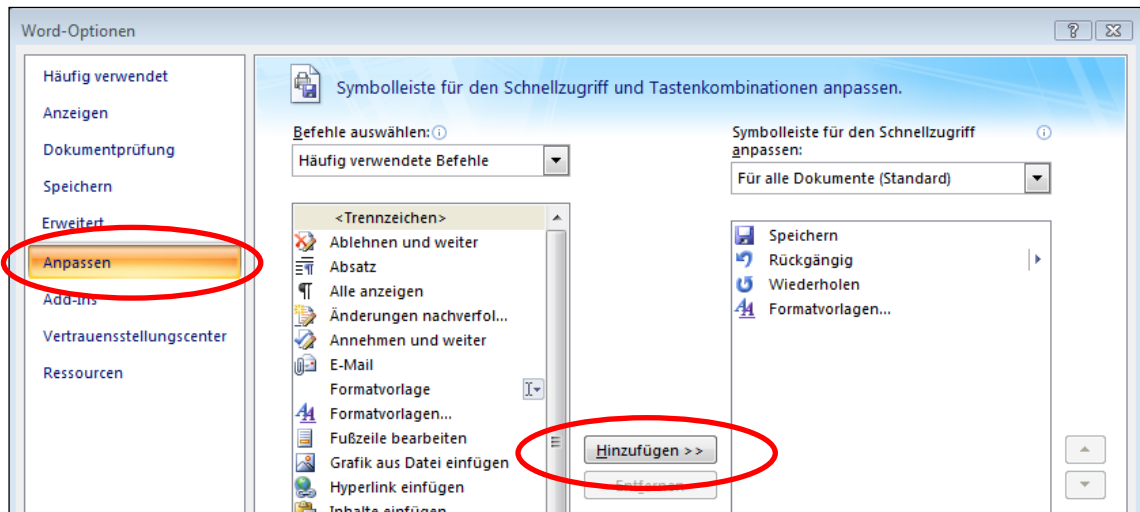 Word-Optionen
Häufig verwendet
Anzeigen
Dokumentprüfung
Speichern
Erweitert
Anpassen
Add-Ins
Vertrauensstellungscenter
Ressourcen
Symbolleiste für den Schnellzugriff und Tastenkombinationen anpassen.
Befehle auswählen:
Häufig verwendete Befehle
<Trennzeichen>
Ablehnen und weiter
Absatz
Alle anzeigen
Änderungen nachverfol...
Annehmen und weiter
E-Mail
Formatvorlage
Formatvorlagen...
Fußzeile bearbeiten
Grafik aus Datei einfügen
Hyperlink einfügen
Inhalte einfügen
Hinzufügen >>
Entfernen
Symbolleiste für den Schnellzugriff
anpassen:
Für alle Dokumente (Standard)
Speichern
Rückgängig
Wiederholen
Formatvorlagen...